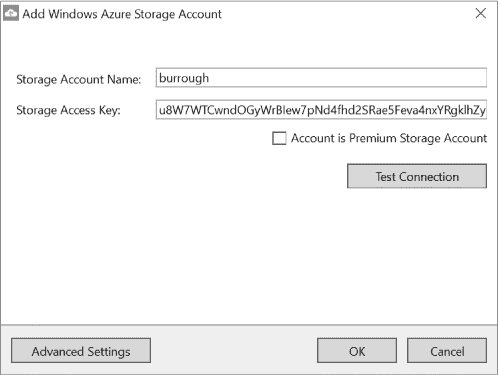 Add Windows Azure Storage Account
Storage Account Name: burrough
Storage Access Key: u8W7WTCwndOGyWrBlew7pNd4fhd2SRae5Feva4nxYRgklhZy
Account is Premium Storage Account
Test Connection
Advanced Settings OK Cancel